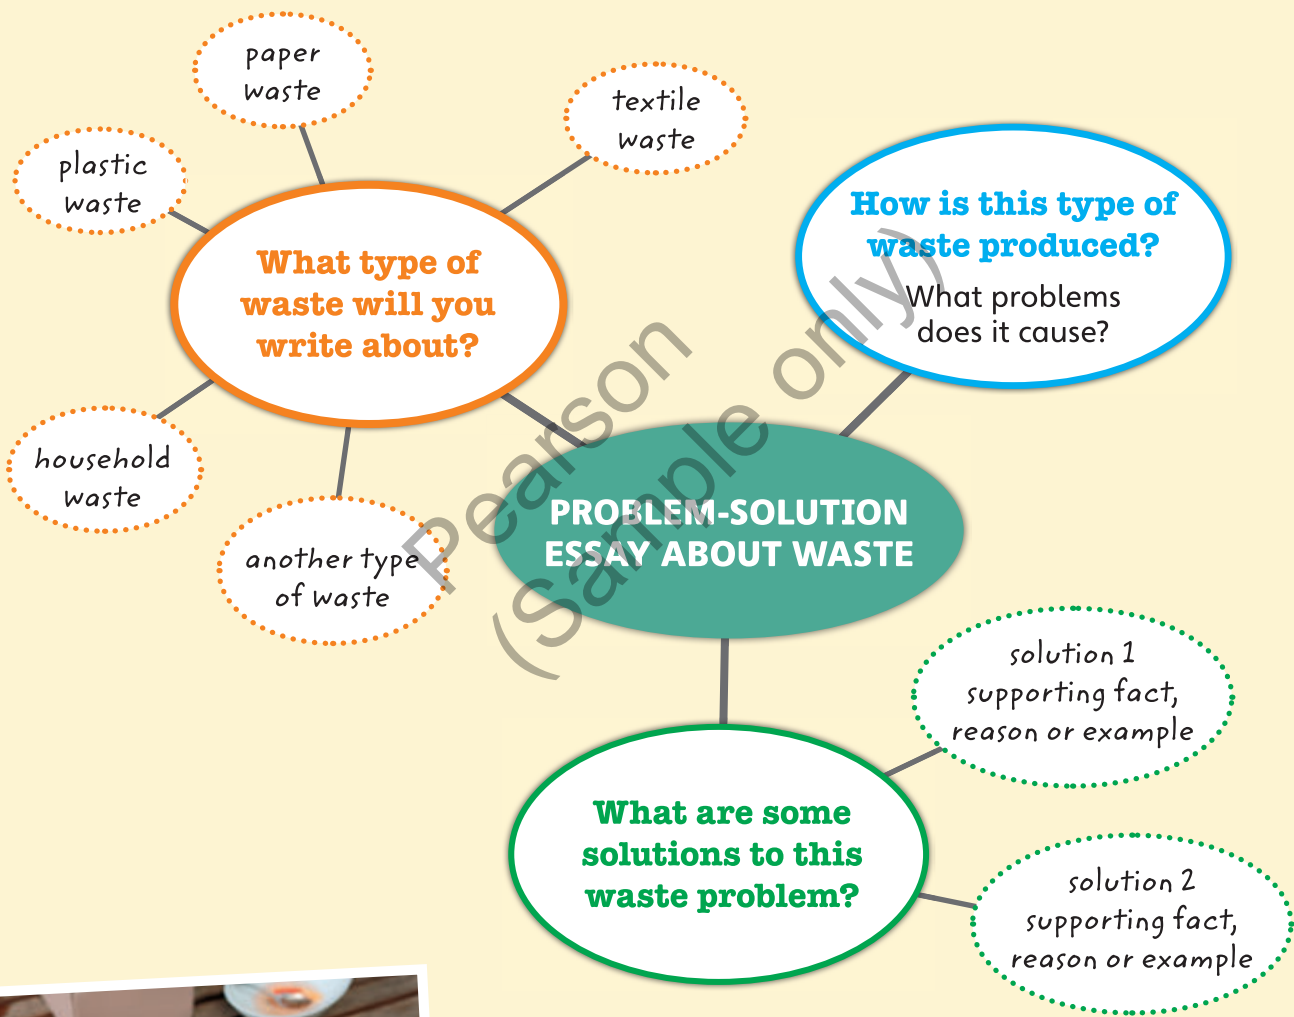 paper
waste
textile
waste
plastic
waste
What type of
waste will you
write about?
How is this type of
waste produced?
What problems
does it cause?
household
waste
another type
of waste
PROBLEM-SOLUTION
ESSAY ABOUT WASTE
solution 1
supporting fact,
reason or example
What are some
solutions to this
waste problem?
solution 2
supporting fact,
reason or example
Pearson
(Sample only)